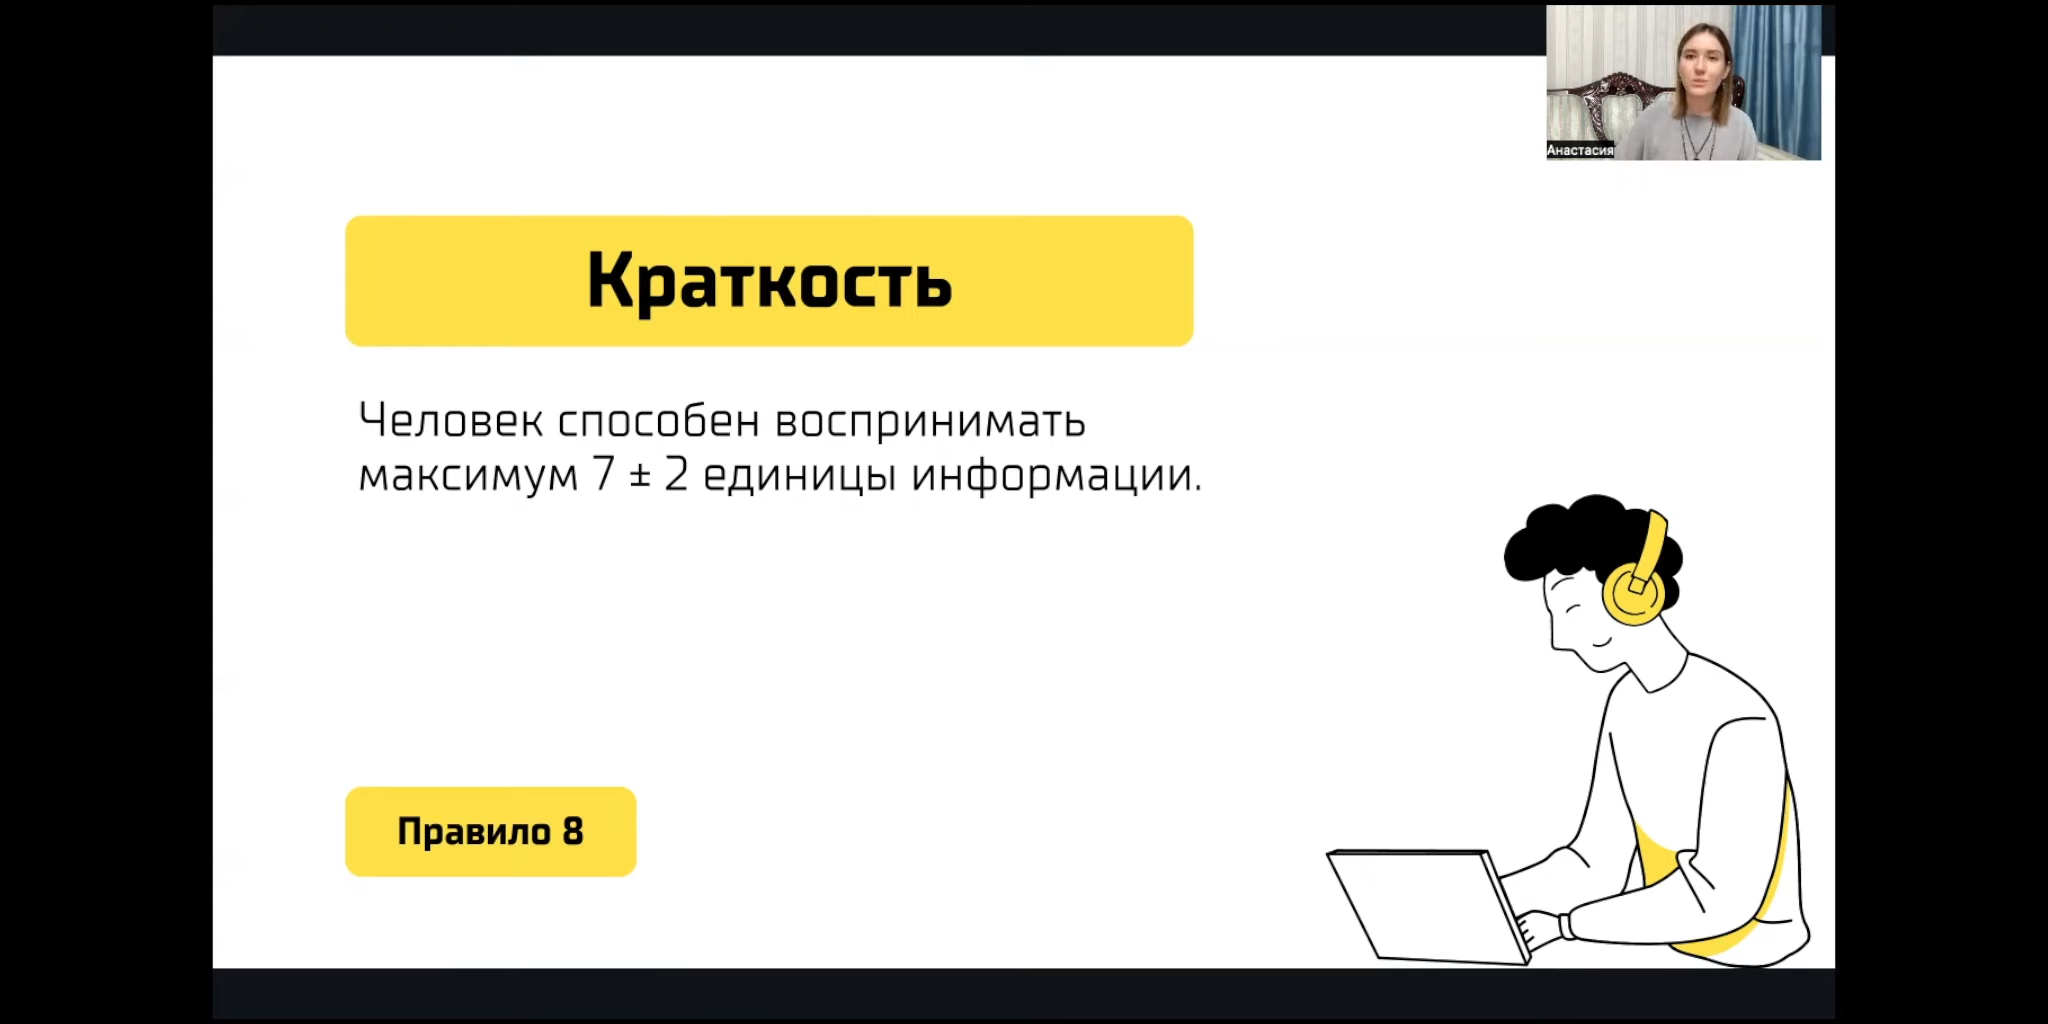 Анастасия
Краткость
Человек способен воспринимать
максимум 7 ± 2 единицы информации.
Правило 8